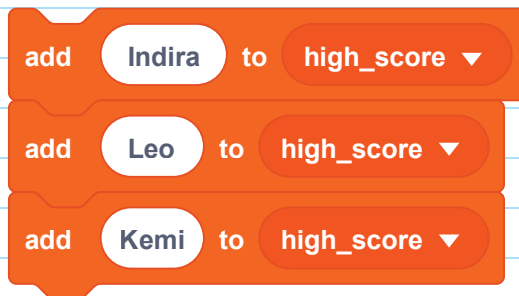 add Indira to high_score
add Leo to high_score
add Kemi to high_score